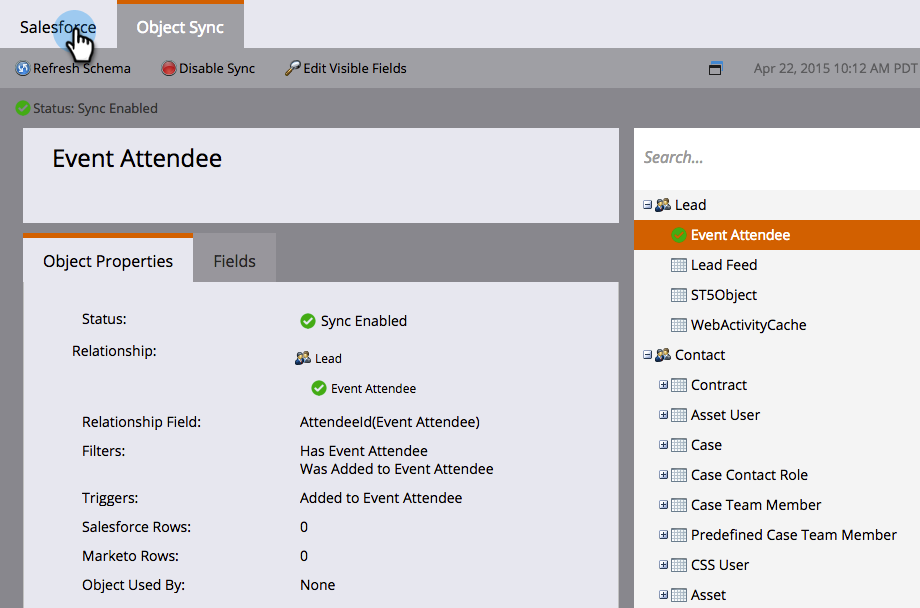 Salesforce
Object Sync
Refresh Schema
Disable Sync
Edit Visible Fields
Apr 22, 2015 10:12 AM PDT
Status: Sync Enabled
Event Attendee
Object Properties
Fields
Status:
Sync Enabled
Relationship:
Lead
Event Attendee
Relationship Field:
AttendeeId(Event Attendee)
Filters:
Has Event Attendee
Was Added to Event Attendee
Triggers:
Added to Event Attendee
Salesforce Rows:
0
Marketo Rows:
0
Object Used By:
None
Search...
Lead
Event Attendee
Lead Feed
ST5Object
WebActivityCache
Contact
Contract
Asset User
Case
Case Contact Role
Case Team Member
Predefined Case Team Member
CSS User
Asset